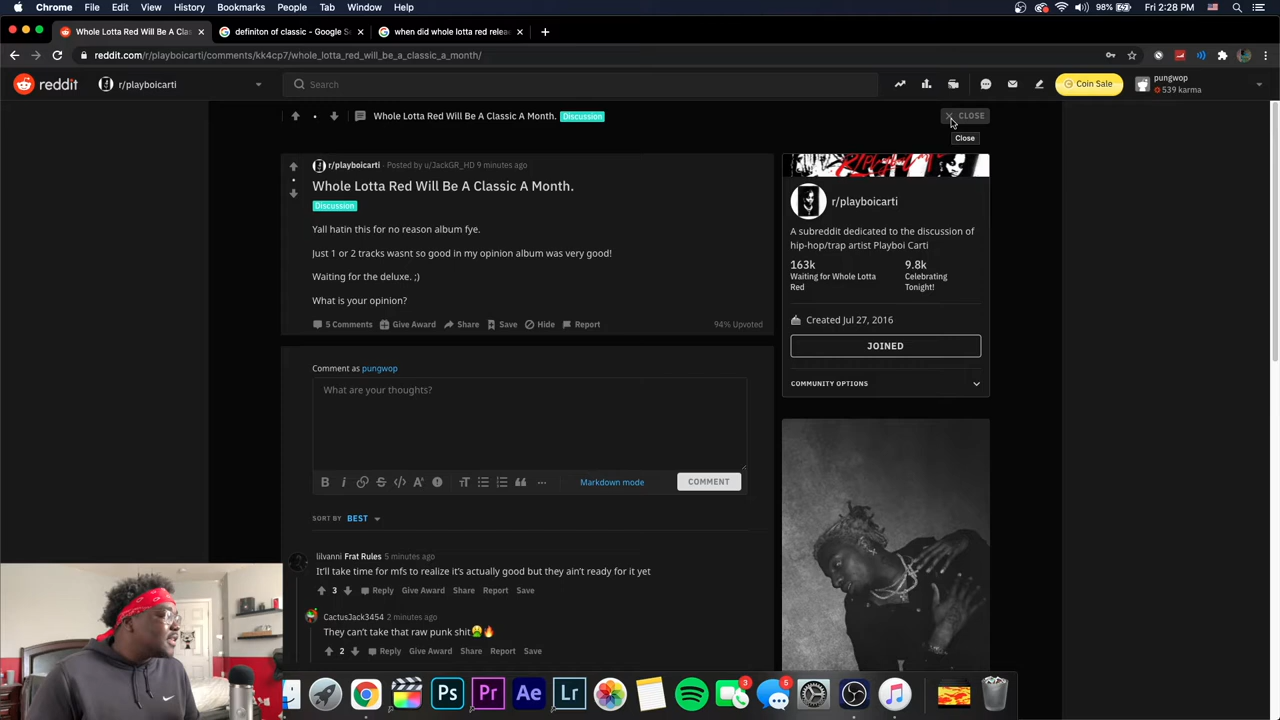 Chrome File Edit View History Bookmarks People Tab Window Help 98% Fri 2:28 PM
Whole Lotta Red Will Be A Clas × definiton of classic - Google S × when did whole lotta red relea ×
reddit.com/r/playboicarti/comments/kk4cp7/whole_lotta_red_will_be_a_classic_a_month/
reddit r/playboicarti Search Coin Sale pungwop
539 karma
Whole Lotta Red Will Be A Classic A Month. Discussion CLOSE
Close
r/playboicarti · Posted by u/JackGR_HD 9 minutes ago
Whole Lotta Red Will Be A Classic A Month.
Discussion
Yall hatin this for no reason album fye.
Just 1 or 2 tracks wasnt so good in my opinion album was very good!
Waiting for the deluxe. ;)
What is your opinion?
5 Comments Give Award Share Save Hide Report 94% Upvoted
r/playboicarti
A subreddit dedicated to the discussion of
hip-hop/trap artist Playboi Carti
163k 9.8k
Waiting for Whole Lotta Celebrating
Red Tonight!
Created Jul 27, 2016
JOINED
COMMUNITY OPTIONS
Comment as pungwop
What are your thoughts?
B i Markdown mode COMMENT
SORT BY BEST
lilvanni Frat Rules 5 minutes ago
It'll take time for mfs to realize it's actually good but they ain't ready for it yet
3 Reply Give Award Share Report Save
CactusJack3454 2 minutes ago
They can't take that raw punk shit🤮🔥
2 Reply Give Award Share Report Save
Ps Pr Ae Lr 3 5